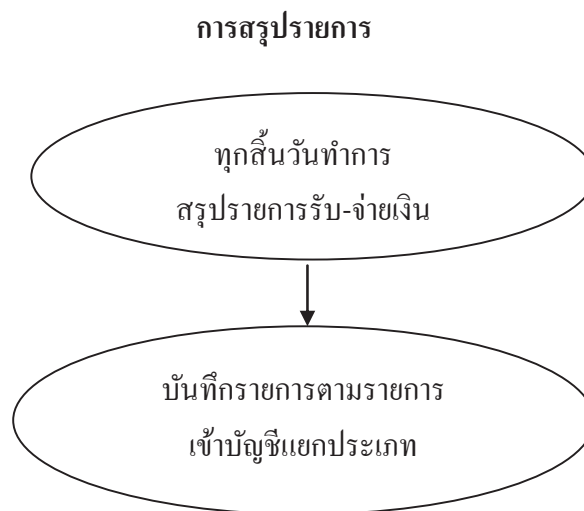 การสรุปรายการ
ทุกสิ้นวันทำการ
สรุปรายการรับ-จ่ายเงิน
บันทึกรายการตามรายการ
เข้าบัญชีแยกประเภท